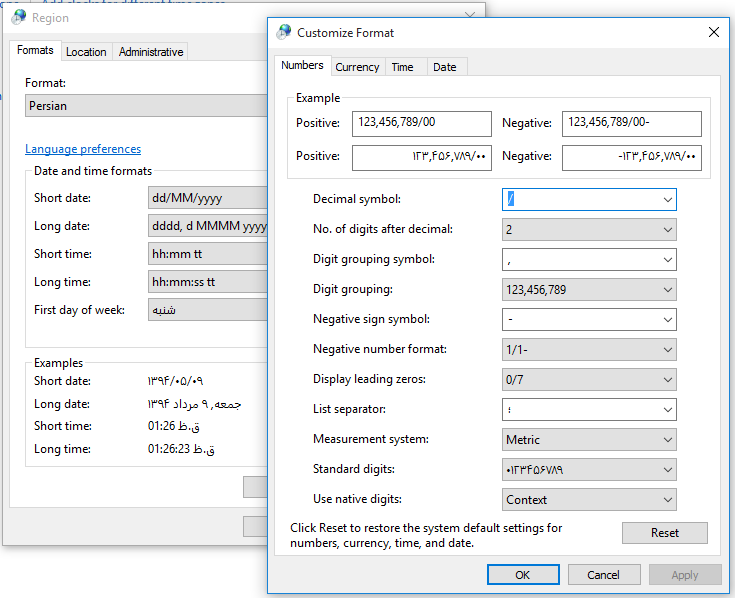 Region
Formats
Location
Administrative
Format:
Persian
Language preferences
Date and time formats
Short date:
dd/MM/yyyy
Long date:
dddd, d MMMM yyyy
Short time:
hh:mm tt
Long time:
hh:mm:ss tt
First day of week:
شنبه
Examples
Short date:
۱۳۹۴/۰۵/۰۹
Long date:
جمعه, ۹ مرداد ۱۳۹۴
Short time:
01:26 ق.ظ
Long time:
01:26:23 ق.ظ
Customize Format
Numbers
Currency
Time
Date
Example
Positive:
123,456,789/00
Negative:
123,456,789/00-
Positive:
۱۲۳,۴۵۶,۷۸۹/۰۰
Negative:
-۱۲۳,۴۵۶,۷۸۹/۰۰
Decimal symbol:
/
No. of digits after decimal:
2
Digit grouping symbol:
,
Digit grouping:
123,456,789
Negative sign symbol:
-
Negative number format:
1/1-
Display leading zeros:
0/7
List separator:
؛
Measurement system:
Metric
Standard digits:
۰۱۲۳۴۵۶۷۸۹
Use native digits:
Context
Click Reset to restore the system default settings for
numbers, currency, time, and date.
Reset
OK
Cancel
Apply